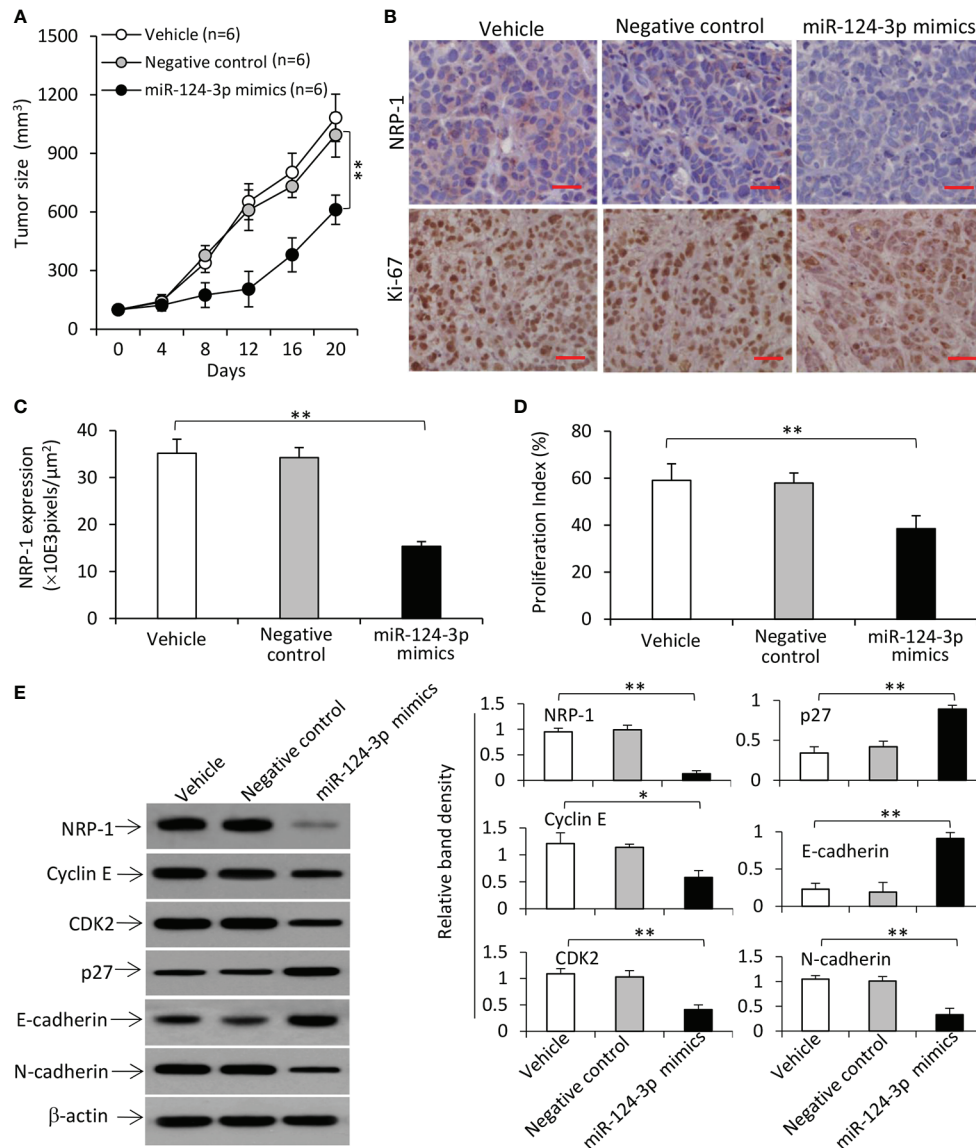 A
Tumor size (mm³)
1500
1200
900
600
300
0
Vehicle (n=6)
Negative control (n=6)
miR-124-3p mimics (n=6)
**
0 4 8 12 16 20
Days
B
Vehicle Negative control miR-124-3p mimics
NRP-1
Ki-67
C
NRP-1 expression
(×10E3pixels/µm²)
40
30
20
10
0
**
Vehicle Negative control miR-124-3p mimics
D
Proliferation Index (%)
80
60
40
20
0
**
Vehicle Negative control miR-124-3p mimics
E
Vehicle
Negative control
miR-124-3p mimics
NRP-1
Cyclin E
CDK2
p27
E-cadherin
N-cadherin
β-actin
Relative band density
1.5
1
0.5
0
NRP-1
**
1
0.5
0
p27
**
1.5
1
0.5
0
Cyclin E
*
1
0.5
0
E-cadherin
**
1.5
1
0.5
0
CDK2
**
1.5
1
0.5
0
N-cadherin
**
Vehicle
Negative control
miR-124-3p mimics
Vehicle
Negative control
miR-124-3p mimics